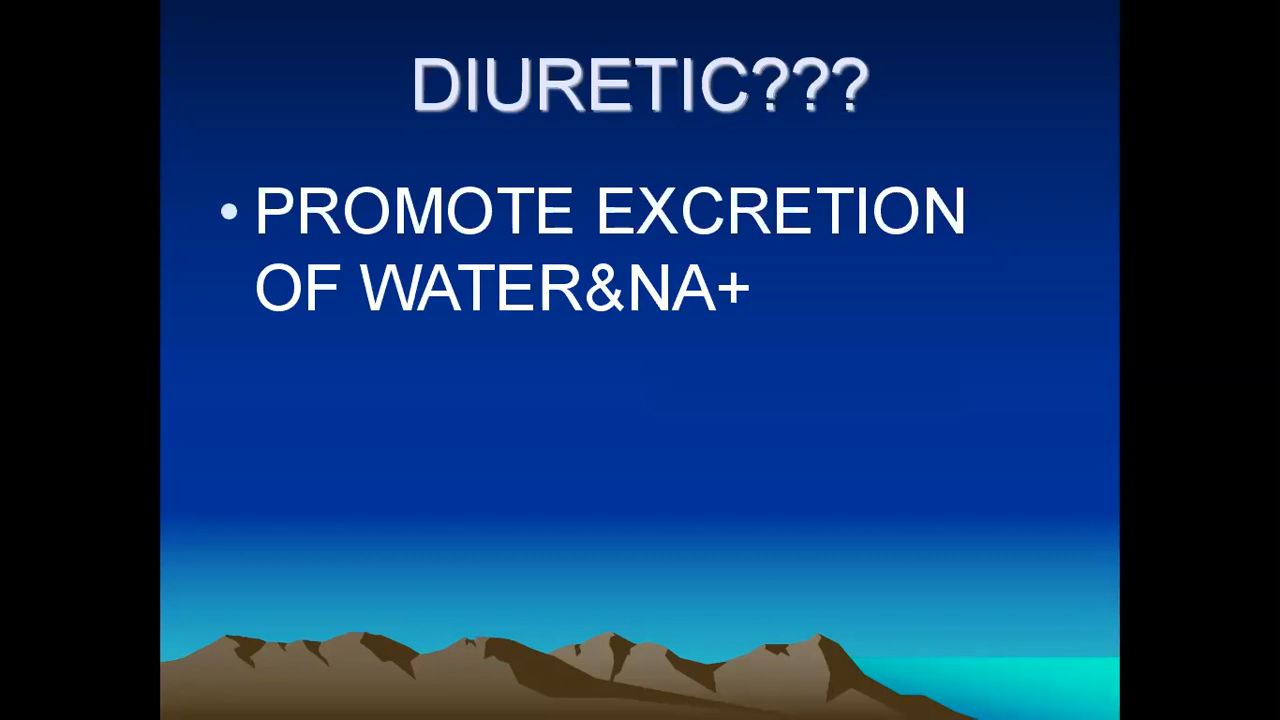 DIURETIC???
• PROMOTE EXCRETION
OF WATER&NA+